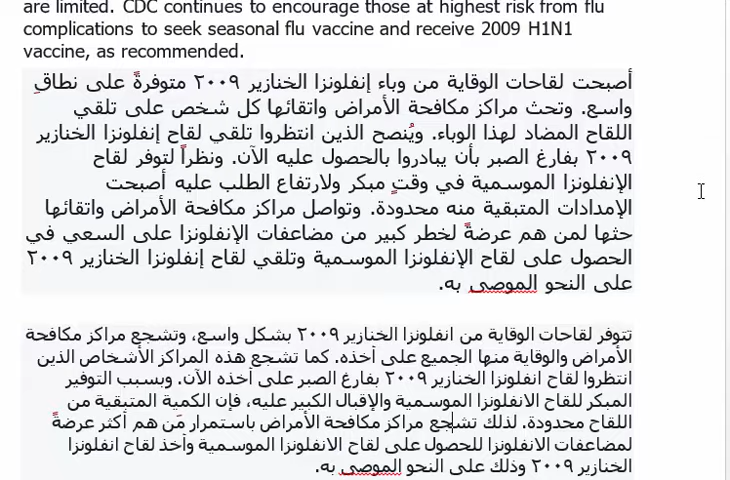 are limited. CDC continues to encourage those at highest risk from flu
complications to seek seasonal flu vaccine and receive 2009 H1N1
vaccine, as recommended.
أصبحت لقاحات الوقاية من وباء إنفلونزا الخنازير ٢٠٠٩ متوفرةً على نطاقٍ
واسع. وتحث مراكز مكافحة الأمراض واتقائها كل شخص على تلقي
اللقاح المضاد لهذا الوباء. ويُنصح الذين انتظروا تلقي لقاح إنفلونزا الخنازير
٢٠٠٩ بفارغ الصبر بأن يبادروا بالحصول عليه الآن. ونظراً لتوفر لقاح
الإنفلونزا الموسمية في وقتٍ مبكر ولارتفاع الطلب عليه أصبحت
الإمدادات المتبقية منه محدودة. وتواصل مراكز مكافحة الأمراض واتقائها
حثها لمن هم عرضةً لخطر كبير من مضاعفات الإنفلونزا على السعي في
الحصول على لقاح الإنفلونزا الموسمية وتلقي لقاح إنفلونزا الخنازير ٢٠٠٩
على النحو الموصى به.
تتوفر لقاحات الوقاية من انفلونزا الخنازير ٢٠٠٩ بشكل واسع، وتشجع مراكز مكافحة
الأمراض والوقاية منها الجميع على أخذه. كما تشجع هذه المراكز الأشخاص الذين
انتظروا لقاح انفلونزا الخنازير ٢٠٠٩ بفارغ الصبر على أخذه الآن. وبسبب التوفير
المبكر للقاح الانفلونزا الموسمية والإقبال الكبير عليه، فإن الكمية المتبقية من
اللقاح محدودة. لذلك تشجع مراكز مكافحة الأمراض باستمرار مَن هم أكثر عرضةً
لمضاعفات الانفلونزا للحصول على لقاح الانفلونزا الموسمية وأخذ لقاح انفلونزا
الخنازير ٢٠٠٩ وذلك على النحو الموصى به.